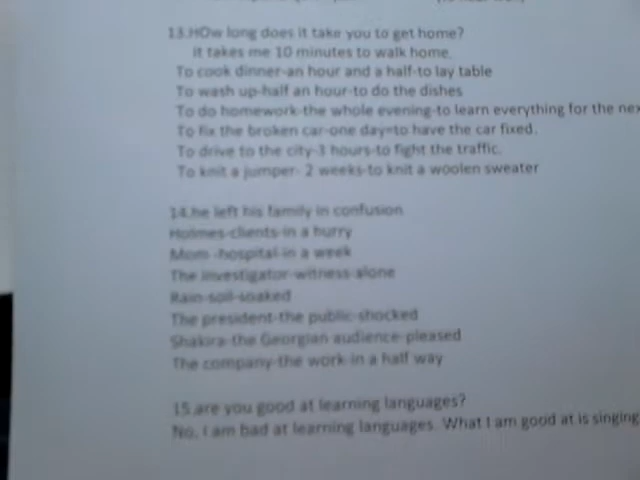 13.HOw long does it take you to get home?
it takes me 10 minutes to walk home.
To cook dinner-an hour and a half-to lay table
To wash up-half an hour-to do the dishes
To do homework-the whole evening-to learn everything for the nex
To fix the broken car-one day=to have the car fixed.
To drive to the city-3 hours-to fight the traffic.
To knit a jumper- 2 weeks-to knit a woolen sweater
14.he left his family in confusion
Holmes-clients-in a hurry
Mom -hospital-in a week
The investigator-witness-alone
Rain-soil-soaked
The president-the public-shocked
Shakira-the Georgian audience-pleased
The company-the work-in a half way
15.are you good at learning languages?
No, I am bad at learning languages. What I am good at is singing